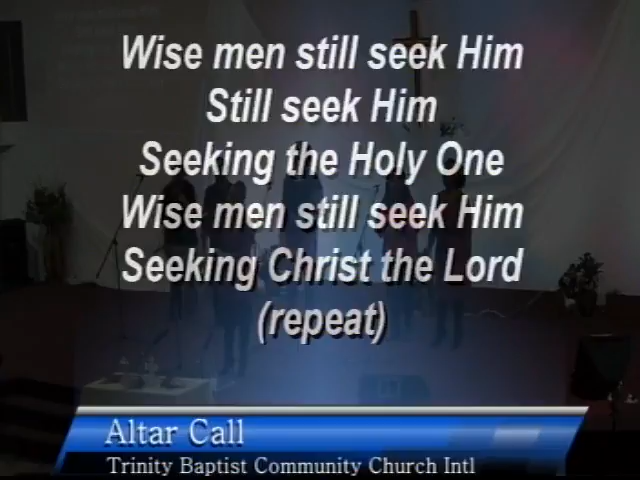 Wise men still seek Him
Still seek Him
Seeking the Holy One
Wise men still seek Him
Seeking Christ the Lord
(repeat)
Altar Call
Trinity Baptist Community Church Intl